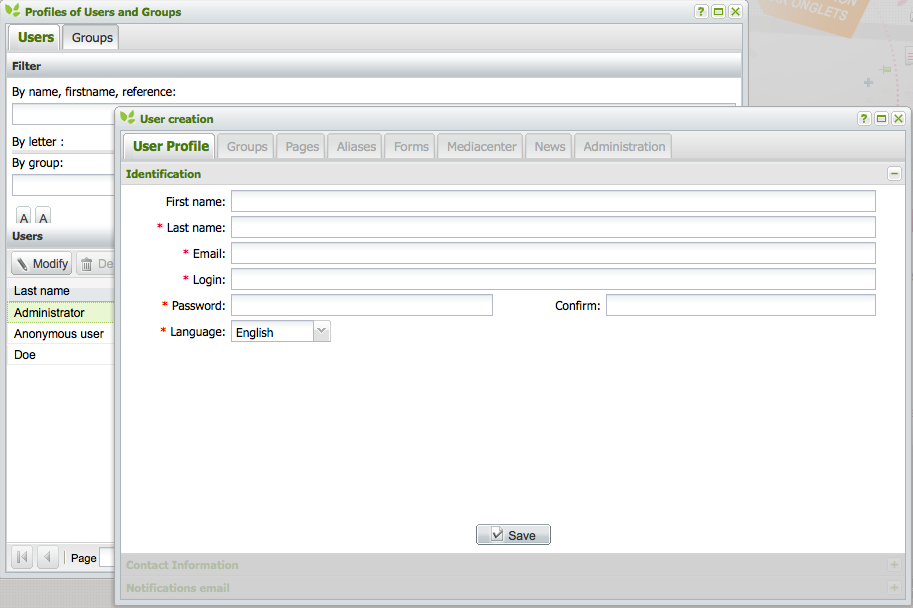 Profiles of Users and Groups
ONGLETS
Users Groups
Filter
By name, firstname, reference:
By letter :
By group:
A A
Users
Modify De
Last name
Administrator
Anonymous user
Doe
Page
User creation
User Profile Groups Pages Aliases Forms Mediacenter News Administration
Identification
First name:
* Last name:
* Email:
* Login:
* Password: Confirm:
* Language: English
Save
Contact Information
Notifications email